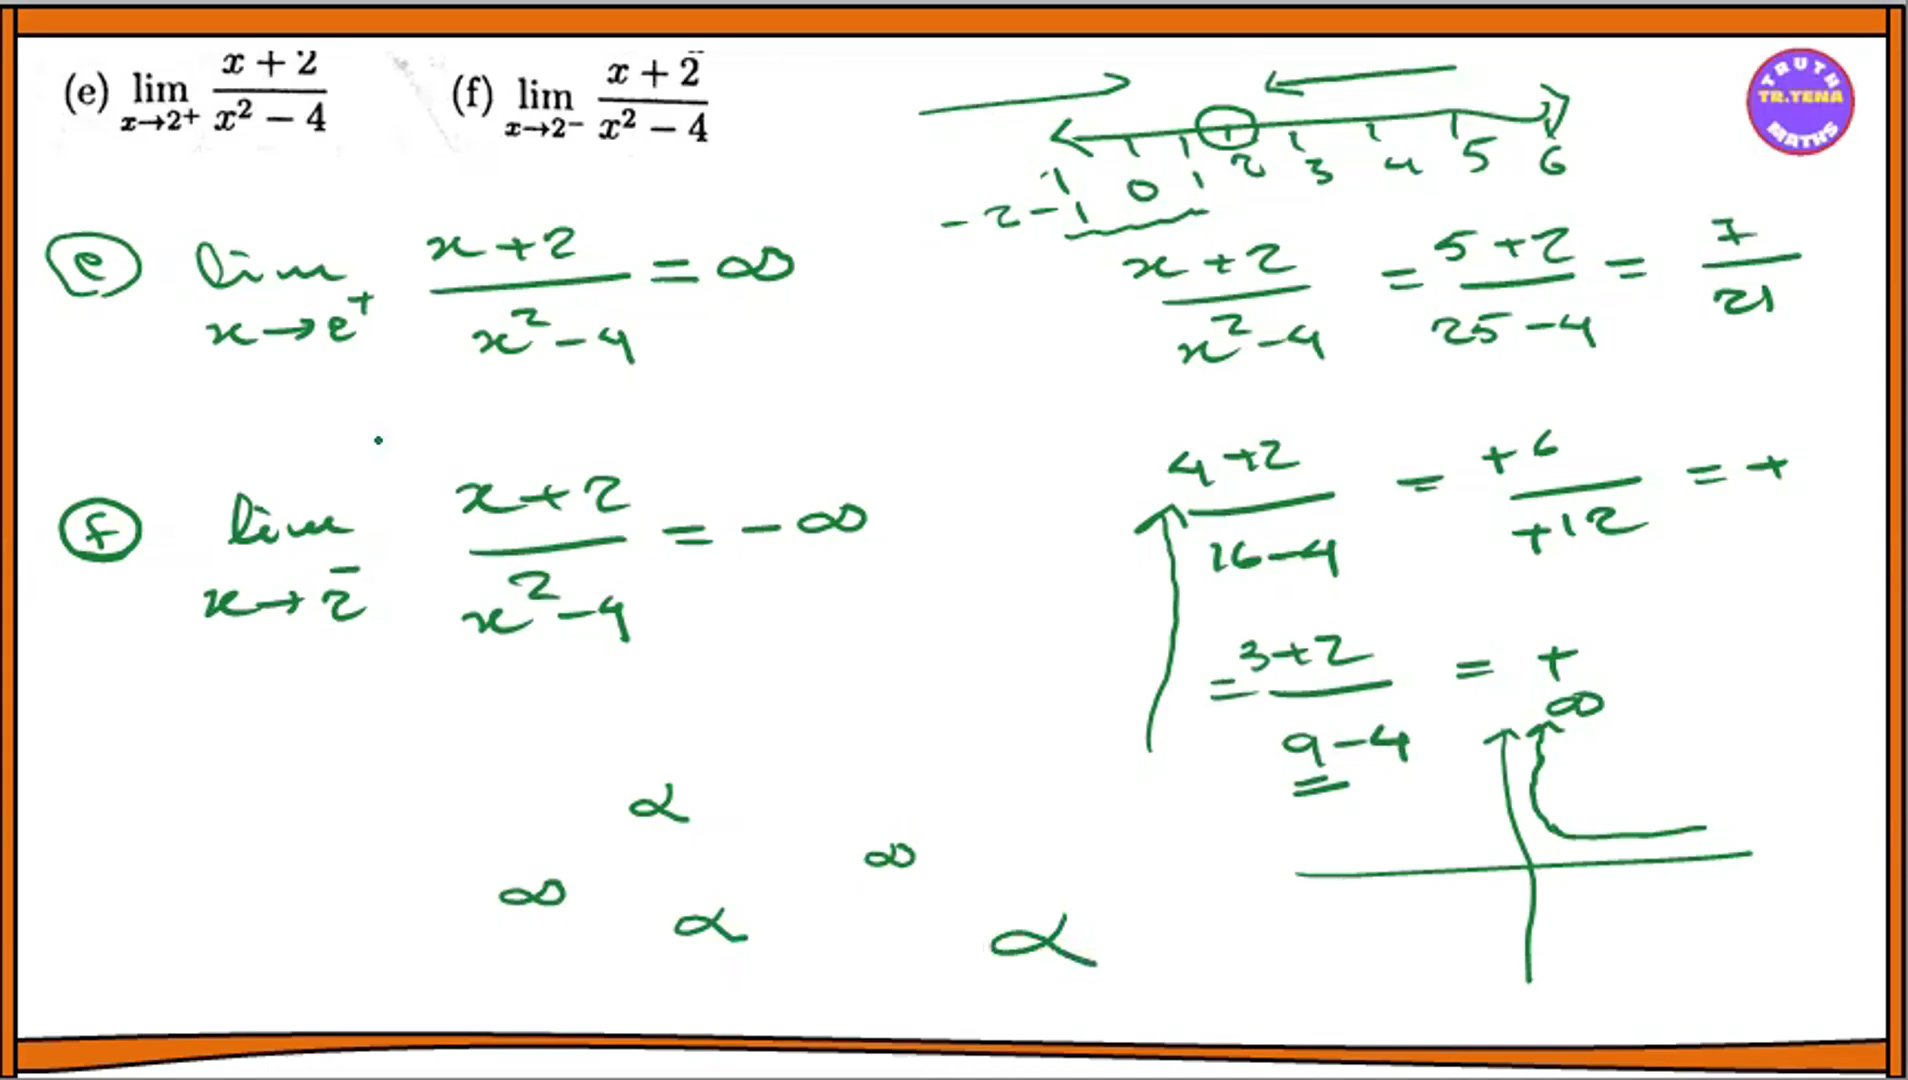 (e) lim x→2+ x + 2 / x² − 4 (f) lim x→2− x + 2 / x² − 4
TRUTH
TR.TENA
MATHS
-2 -1 -1 0 1 2 3 4 5 6
(e) lim x→2+ x+2 / x²-4 = ∞
x+2 / x²-4 = 5+2 / 25-4 = 7 / 21
4+2 / 16-4 = +6 / +12 = +
(f) lim x→2- x+2 / x²-4 = -∞
= 3+2 / 9-4 = +
∞
∝
∞
∞
∝
∝